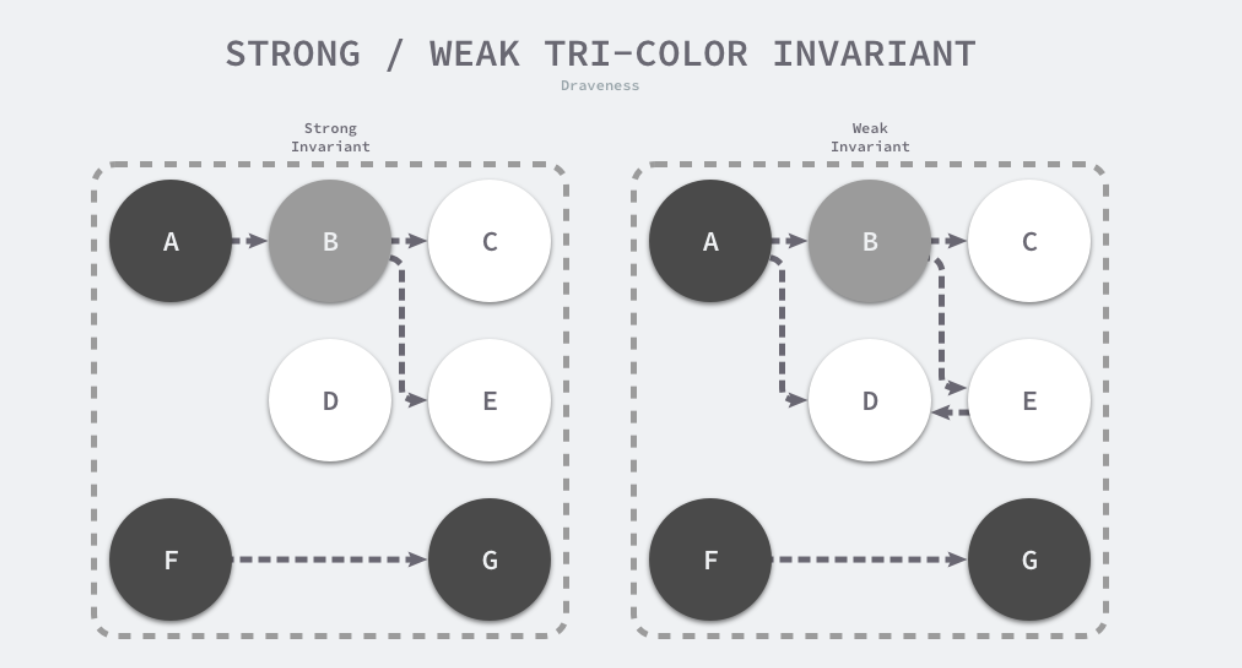 STRONG / WEAK TRI-COLOR INVARIANT
Draveness
Strong
Invariant
A
B
C
D
E
F
G
Weak
Invariant
A
B
C
D
E
F
G